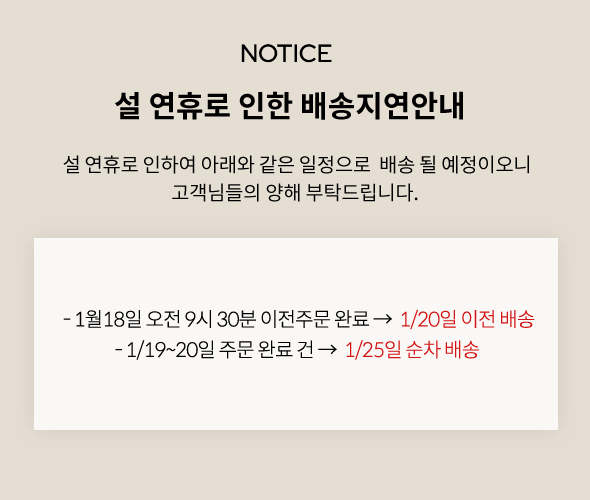 NOTICE
설 연휴로 인한 배송지연안내
설 연휴로 인하여 아래와 같은 일정으로 배송 될 예정이오니
고객님들의 양해 부탁드립니다.
- 1월18일 오전 9시 30분 이전주문 완료 → 1/20일 이전 배송
- 1/19~20일 주문 완료 건 → 1/25일 순차 배송